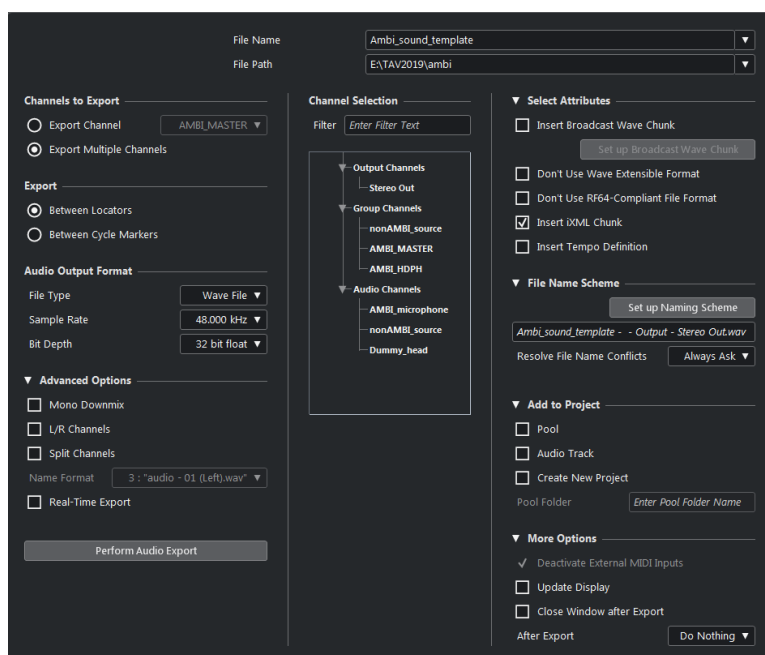 File Name Ambi_sound_template
File Path E:\TAV2019\ambi
Channels to Export
Export Channel AMBI_MASTER
Export Multiple Channels
Export
Between Locators
Between Cycle Markers
Audio Output Format
File Type Wave File
Sample Rate 48.000 kHz
Bit Depth 32 bit float
Advanced Options
Mono Downmix
L/R Channels
Split Channels
Name Format 3 : "audio - 01 (Left).wav"
Real-Time Export
Perform Audio Export
Channel Selection
Filter Enter Filter Text
Output Channels
Stereo Out
Group Channels
nonAMBI_source
AMBI_MASTER
AMBI_HDPH
Audio Channels
AMBI_microphone
nonAMBI_source
Dummy_head
Select Attributes
Insert Broadcast Wave Chunk
Set up Broadcast Wave Chunk
Don't Use Wave Extensible Format
Don't Use RF64-Compliant File Format
Insert iXML Chunk
Insert Tempo Definition
File Name Scheme
Set up Naming Scheme
Ambi_sound_template - - Output - Stereo Out.wav
Resolve File Name Conflicts Always Ask
Add to Project
Pool
Audio Track
Create New Project
Pool Folder Enter Pool Folder Name
More Options
Deactivate External MIDI Inputs
Update Display
Close Window after Export
After Export Do Nothing